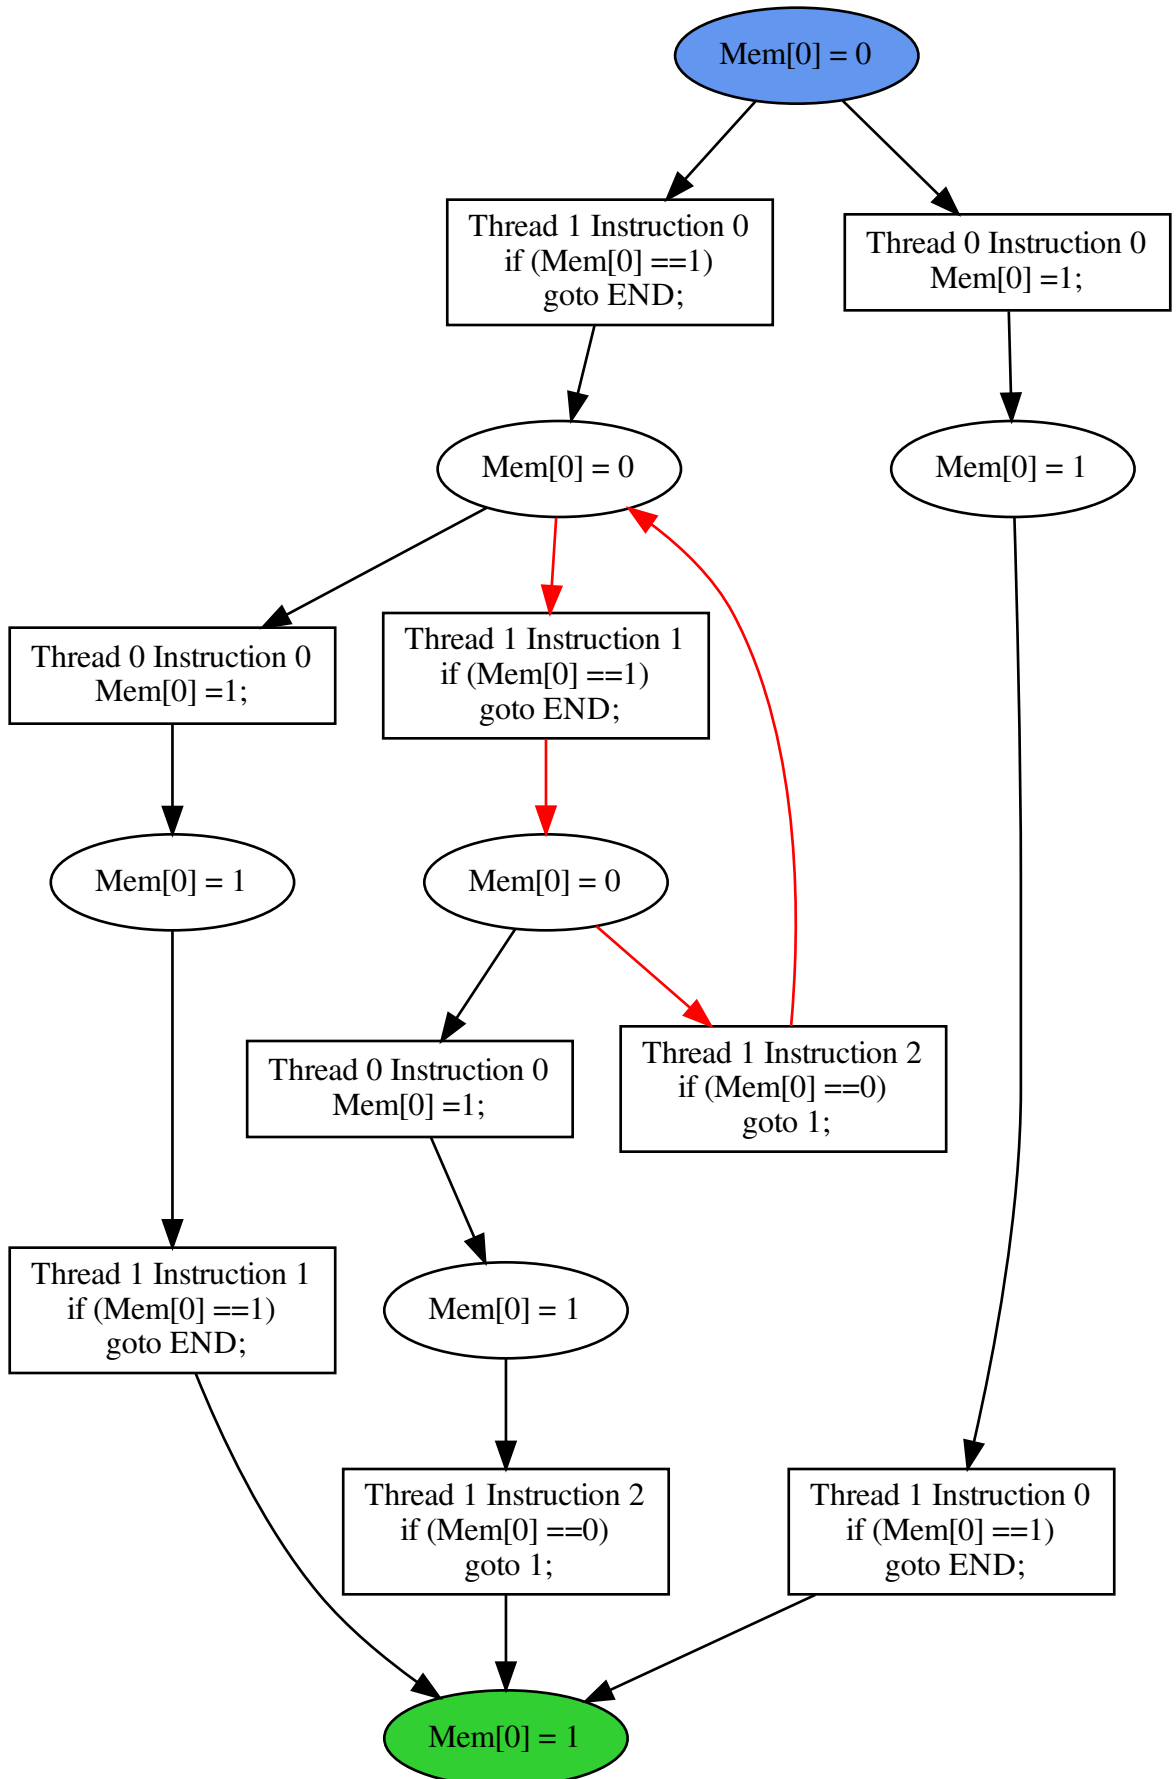 Mem[0] = 0
Thread 1 Instruction 0
if (Mem[0] ==1)
goto END;
Thread 0 Instruction 0
Mem[0] =1;
Mem[0] = 0
Mem[0] = 1
Thread 0 Instruction 0
Mem[0] =1;
Thread 1 Instruction 1
if (Mem[0] ==1)
goto END;
Mem[0] = 1
Mem[0] = 0
Thread 0 Instruction 0
Mem[0] =1;
Thread 1 Instruction 2
if (Mem[0] ==0)
goto 1;
Thread 1 Instruction 1
if (Mem[0] ==1)
goto END;
Mem[0] = 1
Thread 1 Instruction 2
if (Mem[0] ==0)
goto 1;
Thread 1 Instruction 0
if (Mem[0] ==1)
goto END;
Mem[0] = 1